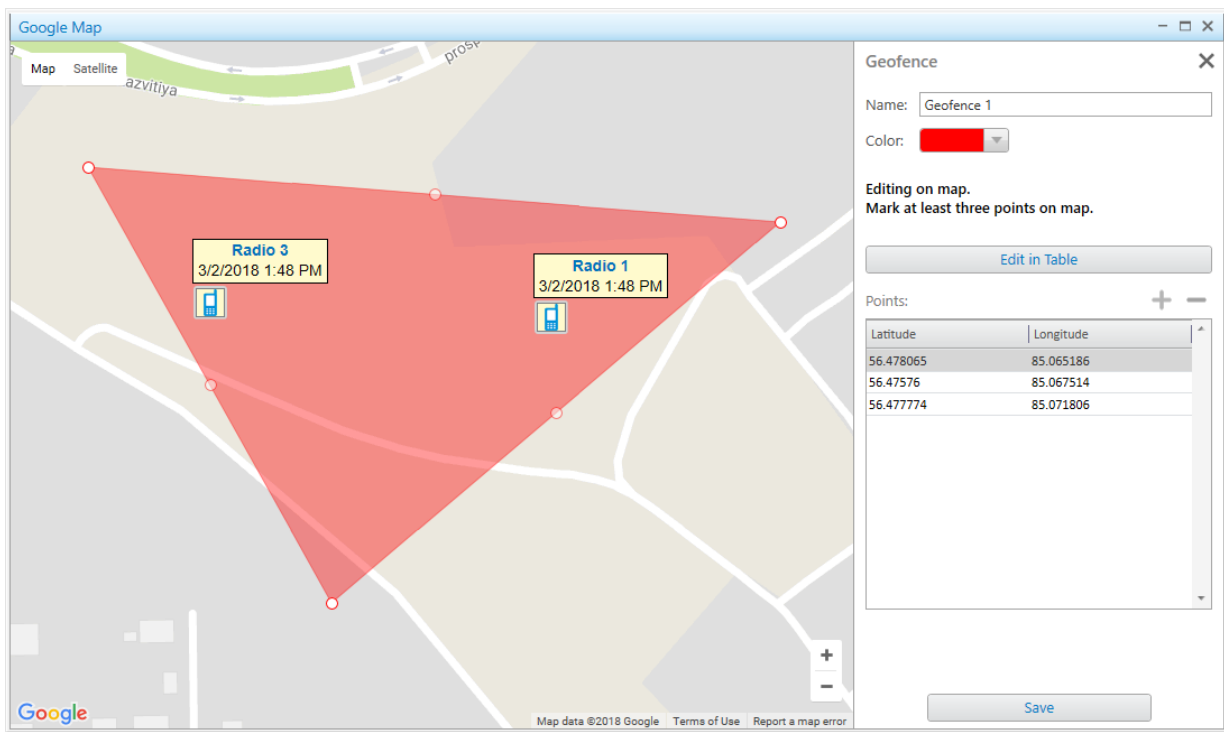 Google Map
Map Satellite
azvitiya
prosp
Radio 3
3/2/2018 1:48 PM
Radio 1
3/2/2018 1:48 PM
+
−
Google
Map data ©2018 Google Terms of Use Report a map error
Geofence
Name: Geofence 1
Color:
Editing on map.
Mark at least three points on map.
Edit in Table
Points:
Latitude Longitude
56.478065 85.065186
56.47576 85.067514
56.477774 85.071806
Save